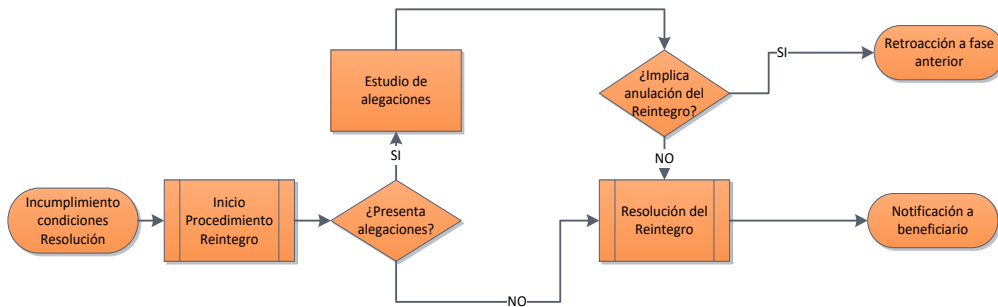 Incumplimiento
condiciones
Resolución
Inicio
Procedimiento
Reintegro
¿Presenta
alegaciones?
SI
Estudio de
alegaciones
¿Implica
anulación del
Reintegro?
SI
Retroacción a fase
anterior
NO
NO
Resolución del
Reintegro
Notificación a
beneficiario